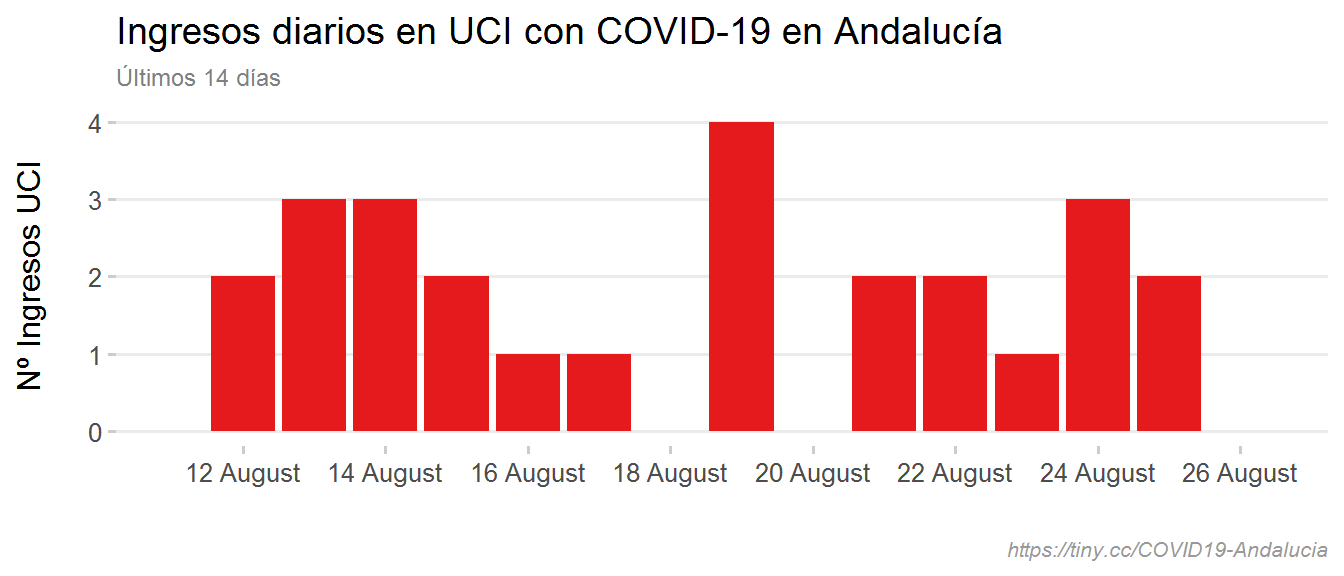 Ingresos diarios en UCI con COVID-19 en Andalucía
Últimos 14 días
Nº Ingresos UCI
4
3
2
1
0
12 August 14 August 16 August 18 August 20 August 22 August 24 August 26 August
https://tiny.cc/COVID19-Andalucia